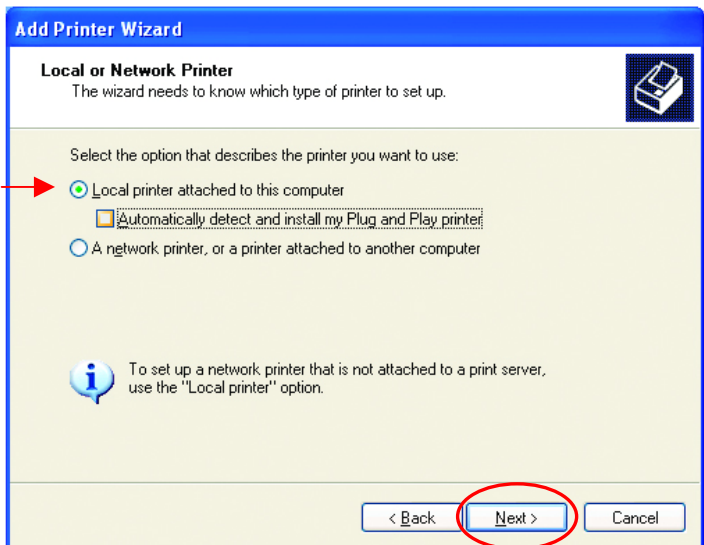 Add Printer Wizard
Local or Network Printer
The wizard needs to know which type of printer to set up.
Select the option that describes the printer you want to use:
Local printer attached to this computer
Automatically detect and install my Plug and Play printer
A network printer, or a printer attached to another computer
To set up a network printer that is not attached to a print server,
use the "Local printer" option.
< Back Next > Cancel